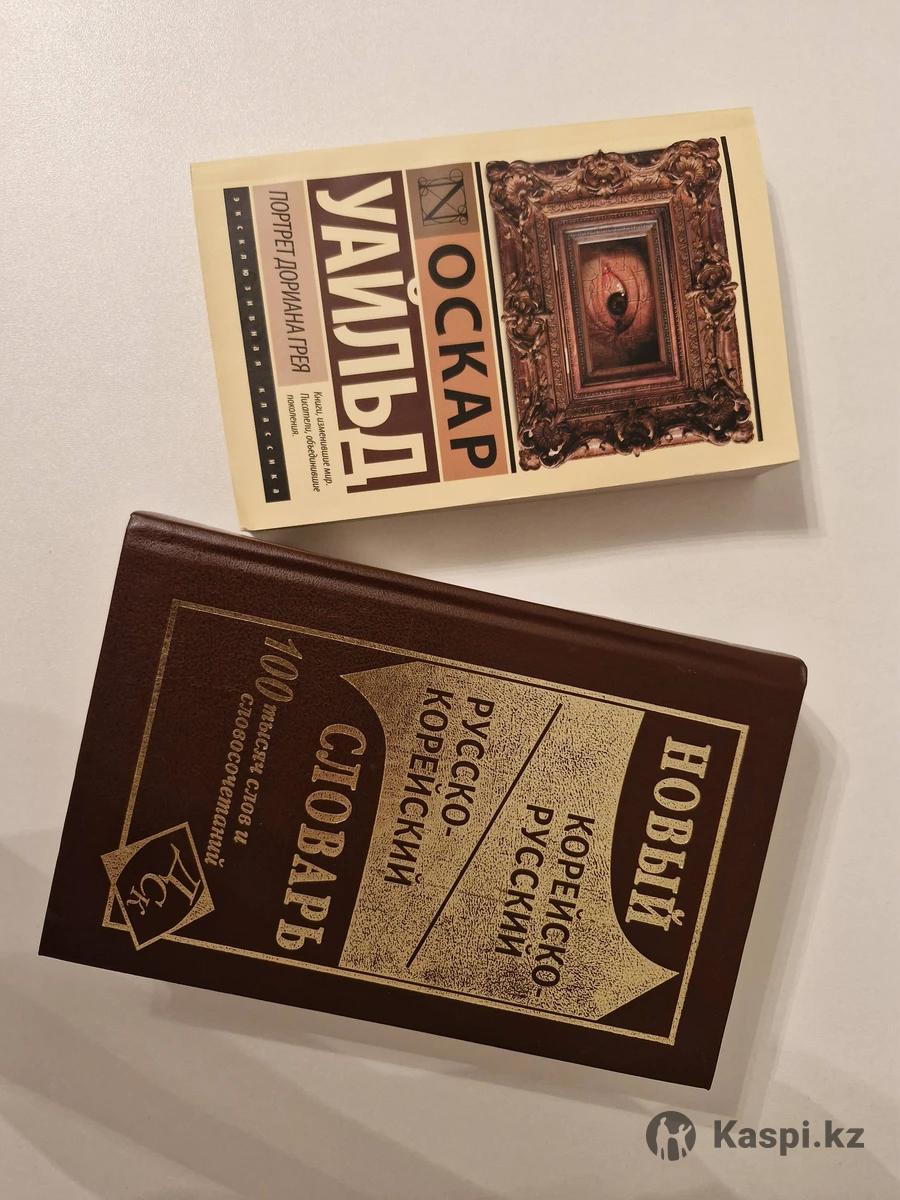 ОСКАР
УАЙЛЬД
ПОРТРЕТ ДОРИАНА ГРЕЯ
Книги, изменившие мир.
Писатели, объединившие
поколения.
ЭКСКЛЮЗИВНАЯ КЛАССИКА
НОВЫЙ
КОРЕЙСКО-
РУССКИЙ
РУССКО-
КОРЕЙСКИЙ
СЛОВАРЬ
100 тысяч слов и
словосочетаний
ДСК
Kaspi.kz